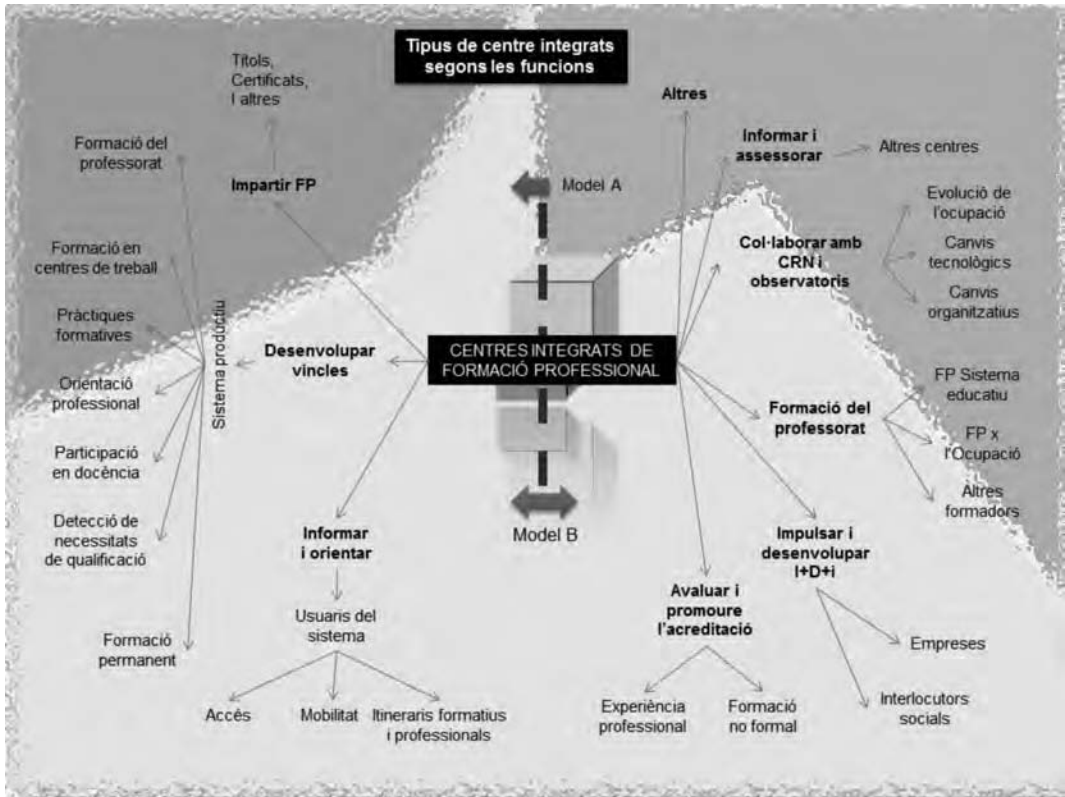 Tipus de centre integrats
segons les funcions
Títols,
Certificats,
I altres
Impartir FP
Formació del
professorat
Formació en
centres de treball
Pràctiques
formatives
Orientació
professional
Participació
en docència
Detecció de
necessitats
de qualificació
Formació
permanent
Sistema productiu
Desenvolupar
vincles
Informar
i orientar
Usuaris del
sistema
Accès
Mobilitat
Itineraris formatius
i professionals
Model A
CENTRES INTEGRATS DE
FORMACIÓ PROFESSIONAL
Model B
Altres
Informar i
assessorar
Altres centres
Col·laborar amb
CRN i
observatoris
Evolució de
l'ocupació
Canvis
tecnològics
Canvis
organitzatius
Formació del
professorat
FP Sistema
educatiu
FP x
l'Ocupació
Altres
formadors
Impulsar i
desenvolupar
I+D+i
Empreses
Interlocutors
socials
Avaluar i
promoure
l'acreditació
Experiència
professional
Formació
no formal